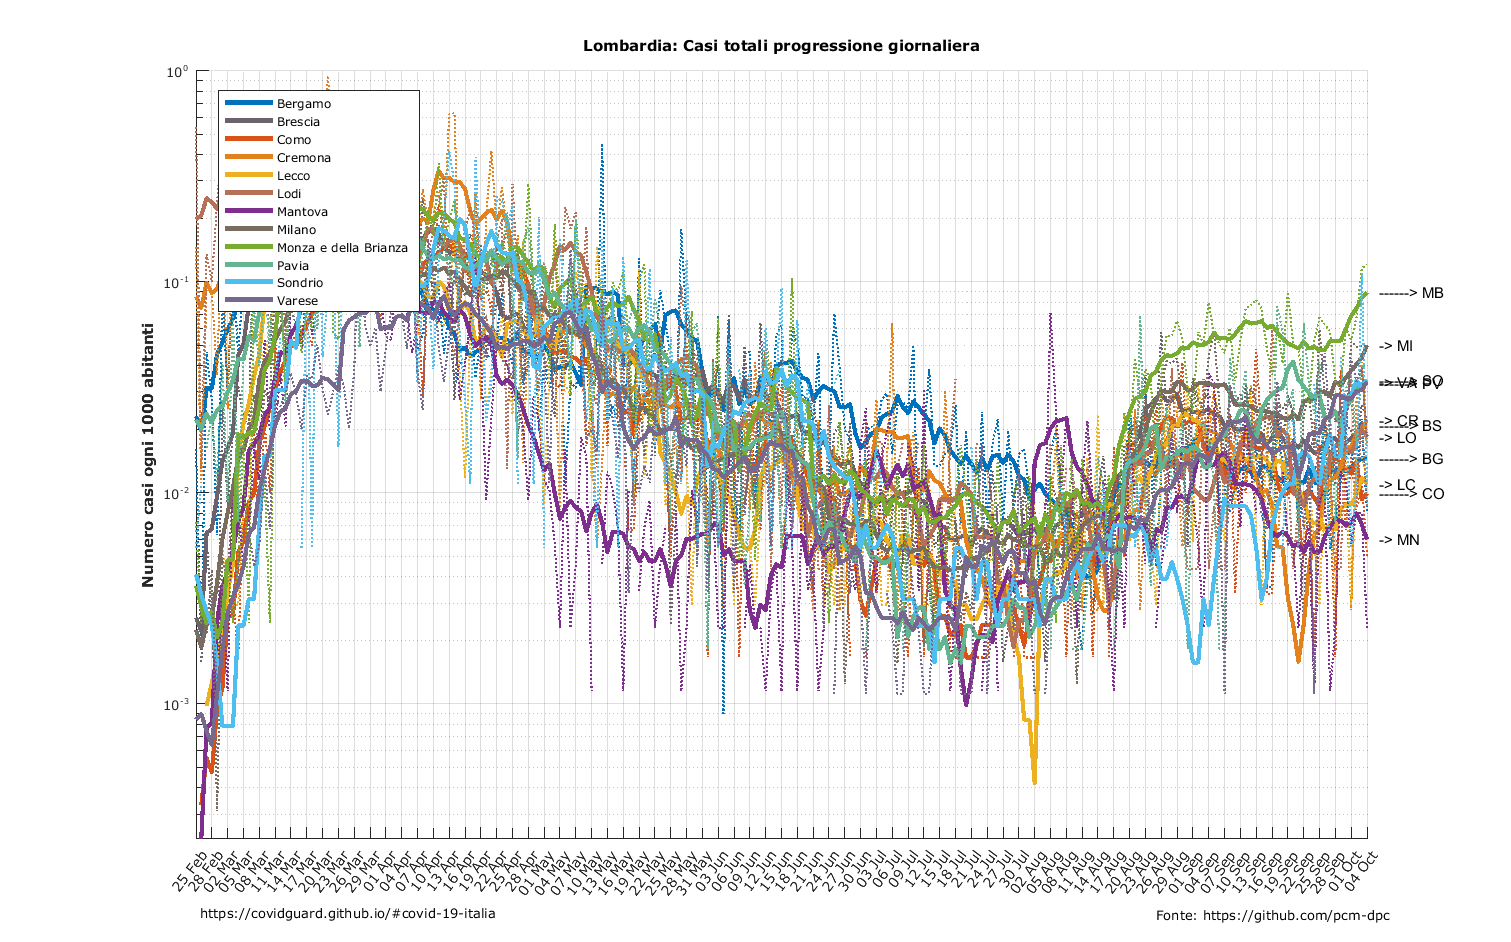 Lombardia: Casi totali progressione giornaliera
10^0
10^-1
10^-2
10^-3
Numero casi ogni 1000 abitanti
Bergamo
Brescia
Como
Cremona
Lecco
Lodi
Mantova
Milano
Monza e della Brianza
Pavia
Sondrio
Varese
------> MB
-> MI
-> CR
BS
-> LO
------> BG
-> LC
------> CO
-> MN
25 Feb
28 Feb
02 Mar
05 Mar
08 Mar
11 Mar
14 Mar
17 Mar
20 Mar
23 Mar
26 Mar
29 Mar
01 Apr
04 Apr
07 Apr
10 Apr
13 Apr
16 Apr
19 Apr
22 Apr
25 Apr
28 Apr
01 May
04 May
07 May
10 May
13 May
16 May
19 May
22 May
25 May
28 May
31 May
03 Jun
06 Jun
09 Jun
12 Jun
15 Jun
18 Jun
21 Jun
24 Jun
27 Jun
30 Jun
03 Jul
06 Jul
09 Jul
12 Jul
15 Jul
18 Jul
21 Jul
24 Jul
27 Jul
30 Jul
02 Aug
05 Aug
08 Aug
11 Aug
14 Aug
17 Aug
20 Aug
23 Aug
26 Aug
29 Aug
01 Sep
04 Sep
07 Sep
10 Sep
13 Sep
16 Sep
19 Sep
22 Sep
25 Sep
28 Sep
01 Oct
04 Oct
https://covidguard.github.io/#covid-19-italia
Fonte: https://github.com/pcm-dpc